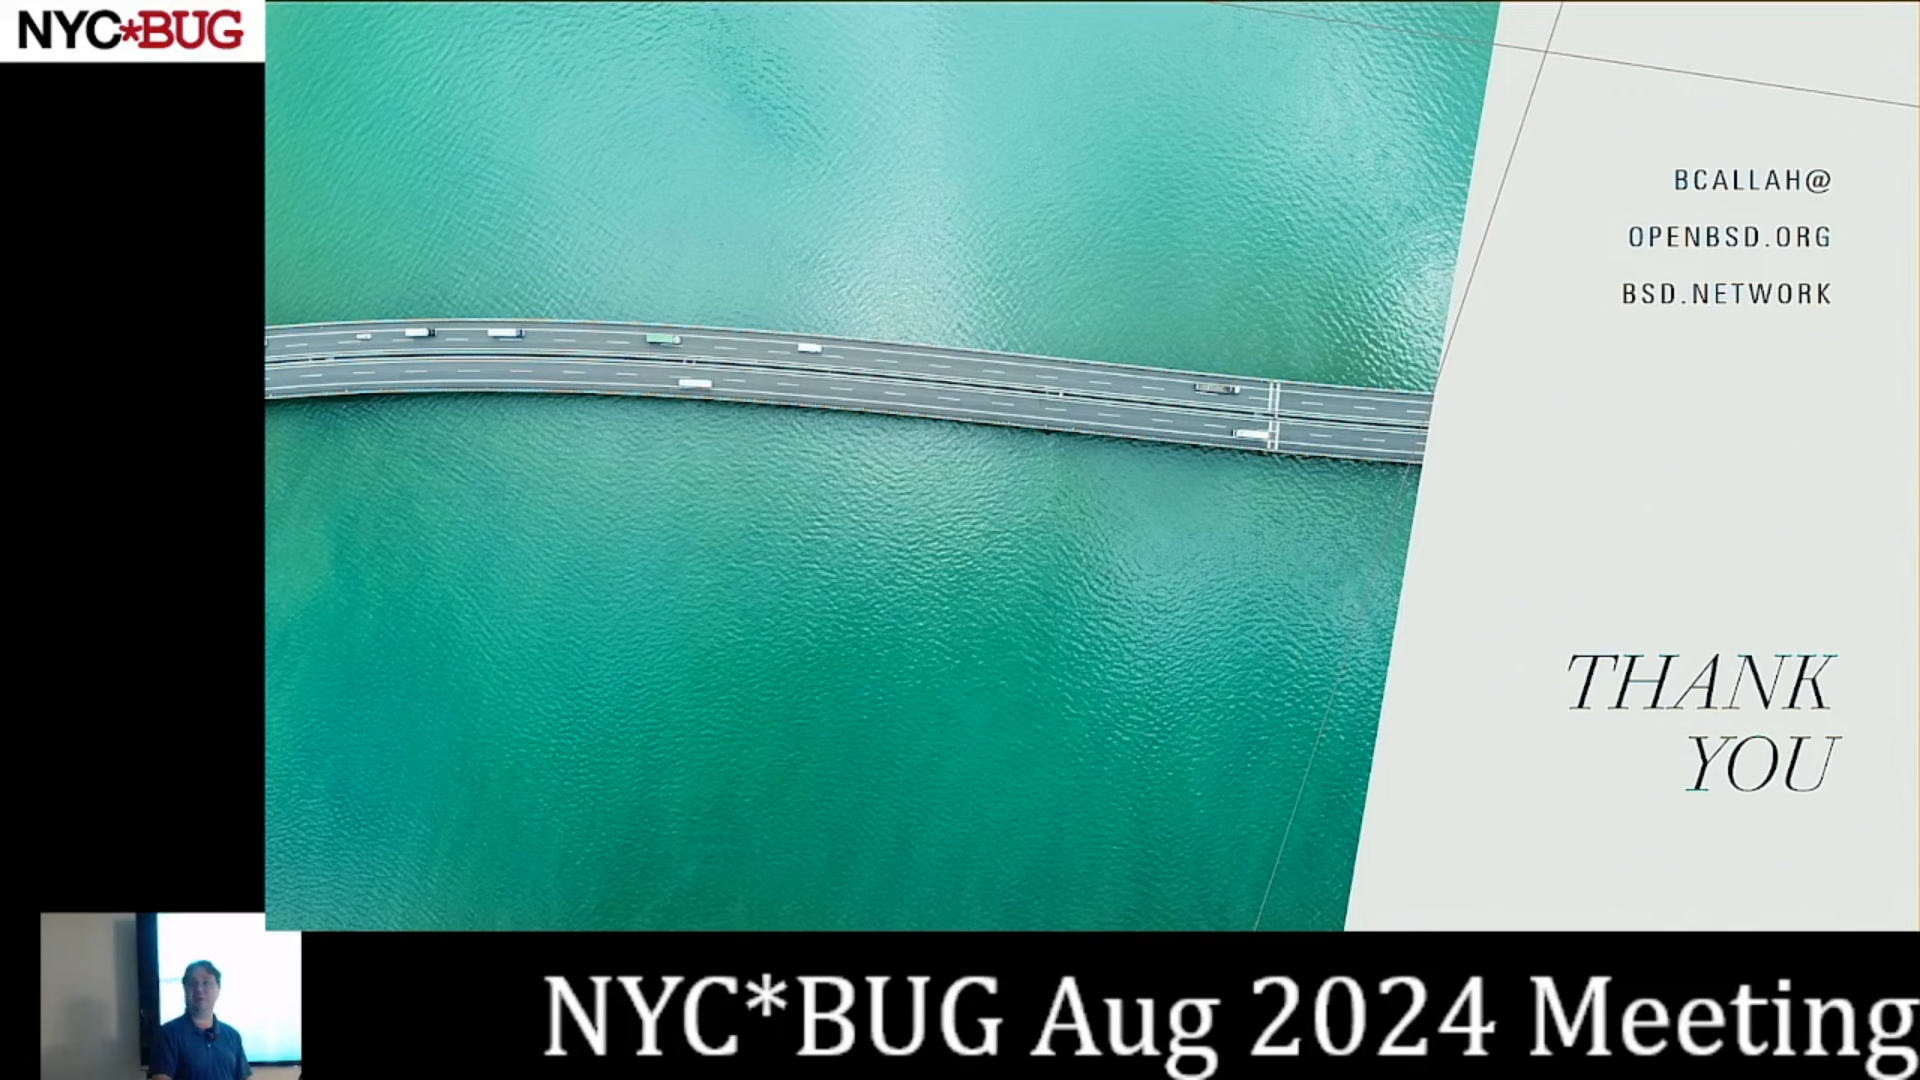 NYC*BUG
BCALLAH@
OPENBSD.ORG
BSD.NETWORK
THANK
YOU
NYC*BUG Aug 2024 Meeting